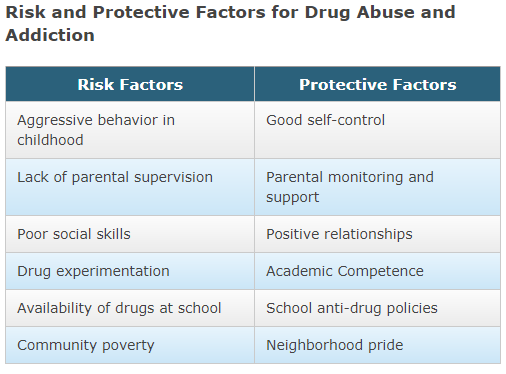 Risk and Protective Factors for Drug Abuse and
Addiction
Risk Factors Protective Factors
Aggressive behavior in
childhood
Good self-control
Lack of parental supervision
Parental monitoring and
support
Poor social skills Positive relationships
Drug experimentation Academic Competence
Availability of drugs at school School anti-drug policies
Community poverty Neighborhood pride